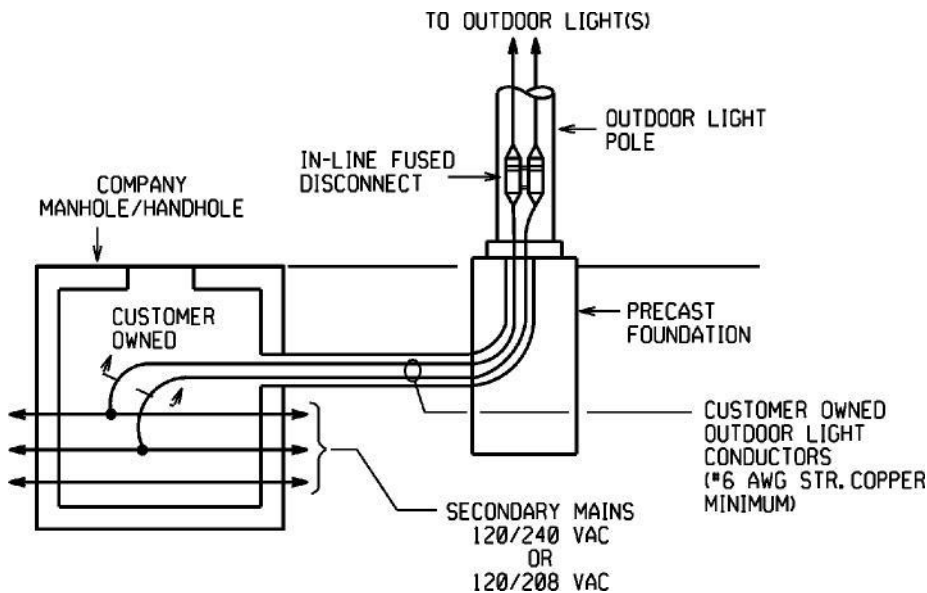 TO OUTDOOR LIGHT(S)
OUTDOOR LIGHT
POLE
IN-LINE FUSED
DISCONNECT
COMPANY
MANHOLE/HANDHOLE
CUSTOMER
OWNED
PRECAST
FOUNDATION
CUSTOMER OWNED
OUTDOOR LIGHT
CONDUCTORS
(#6 AWG STR. COPPER
MINIMUM)
SECONDARY MAINS
120/240 VAC
OR
120/208 VAC